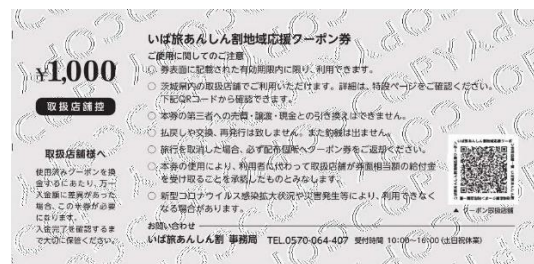 ¥1,000
取扱店舗控
取扱店舗様へ
使用済みクーポンを換
金するにあたり、万一
入金額に差異があった
場合、この半券が必要
になります。
入金完了を確認するま
で大切に保管ください。
いば旅あんしん割地域応援クーポン券
ご使用に関してのご注意
○ 券表面に記載された有効期限内に限り、利用できます。
○ 茨城県内の取扱店舗でご利用いただけます。詳細は、特設ページをご確認ください。
下記QRコードから確認できます。
○ 本券の第三者への売買・譲渡・現金との引き換えはできません。
○ 払戻しや交換、再発行は致しません。また釣銭は出ません。
○ 旅行を取消した場合、必ず配布個所へクーポン券をご返却ください。
○ 本券の使用により、利用者に代わって取扱店舗が券面相当額の給付金
を受け取ることを承認したものとみなします。
○ 新型コロナウイルス感染拡大状況や災害発生等により、利用できなく
なる場合があります。
▲ クーポン取扱店舗
お問い合わせ
いば旅あんしん割 事務局 TEL.0570-064-407 受付時間 10:00~16:00 (土日祝休業)